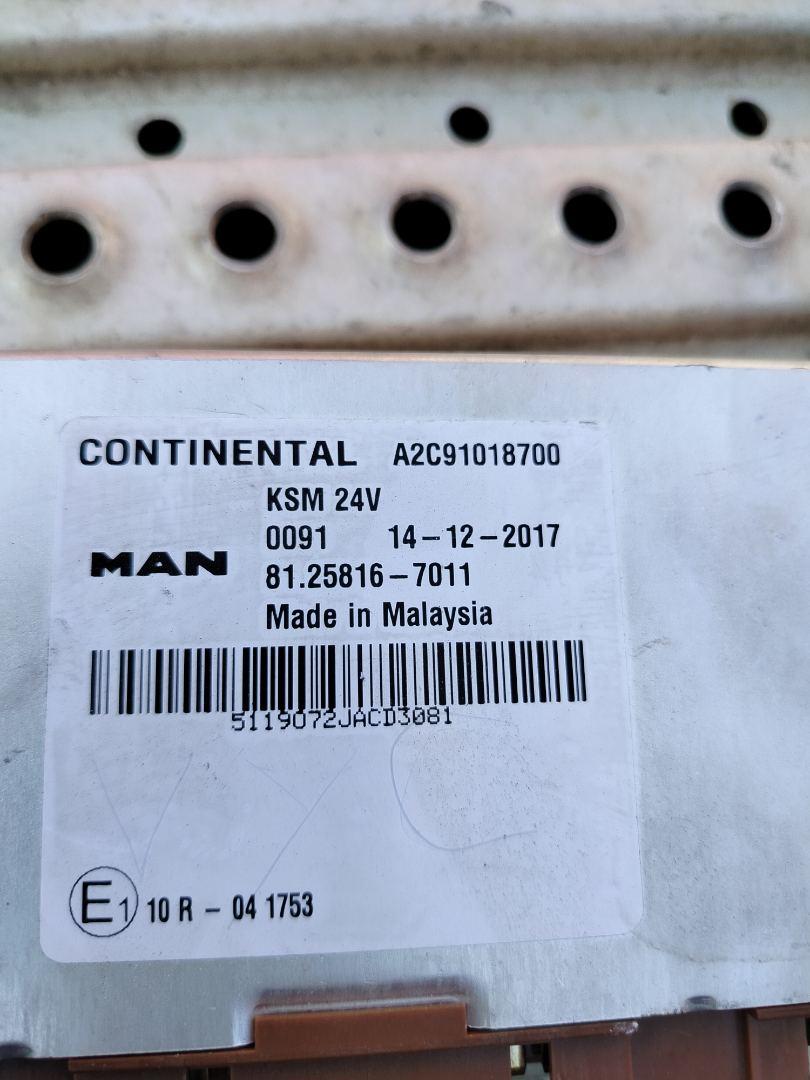 CONTINENTAL A2C91018700
KSM 24V
0091 14-12-2017
MAN
81.25816-7011
Made in Malaysia
5119072JACD3081
E1 10 R - 04 1753